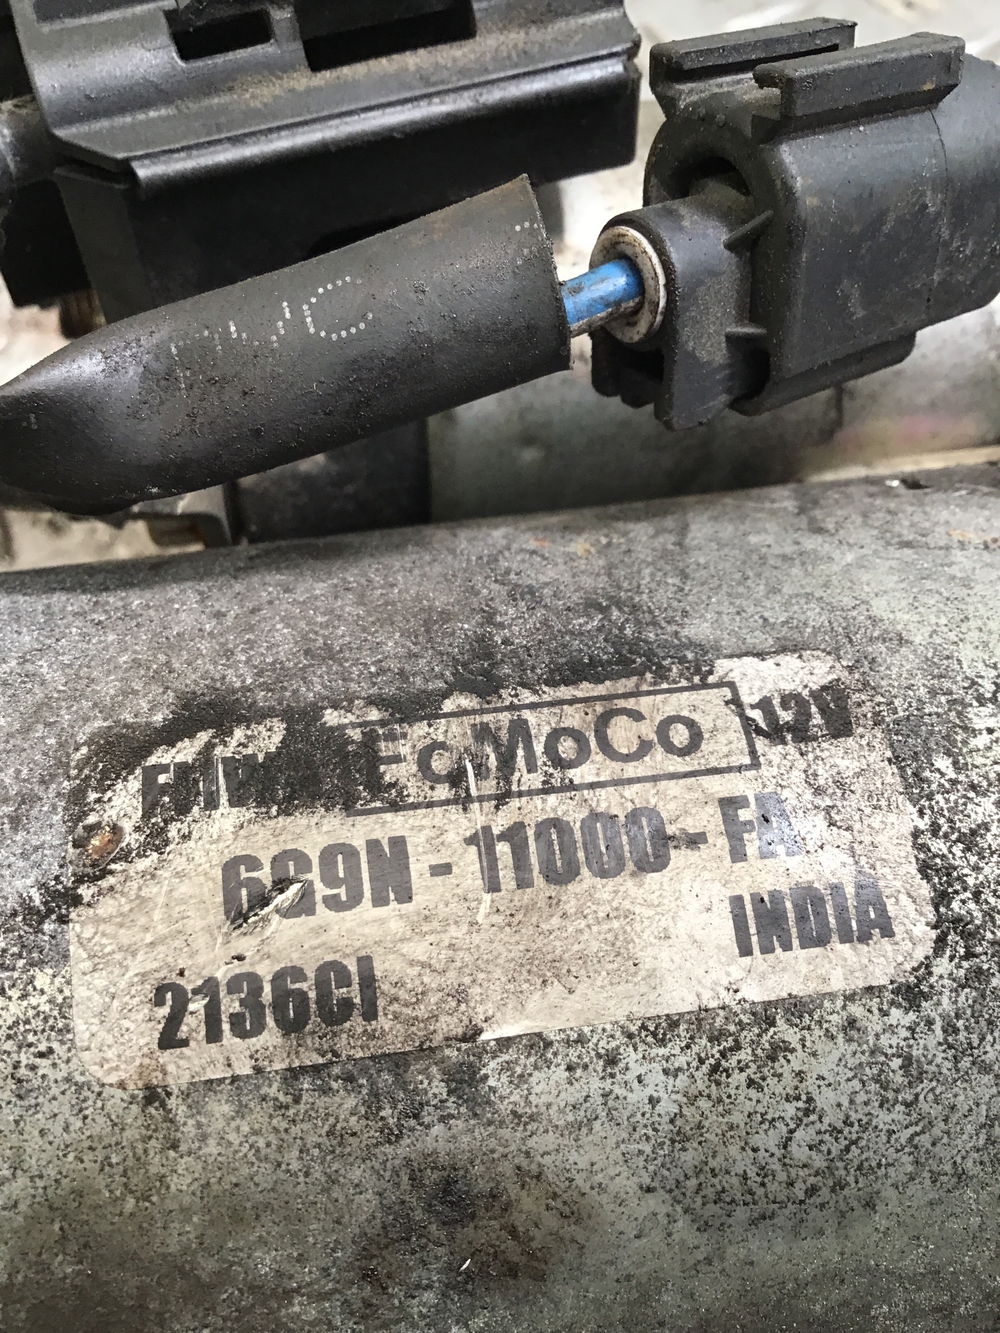 FoMoCo 12V
6G9N-11000-FA
INDIA
2136CI